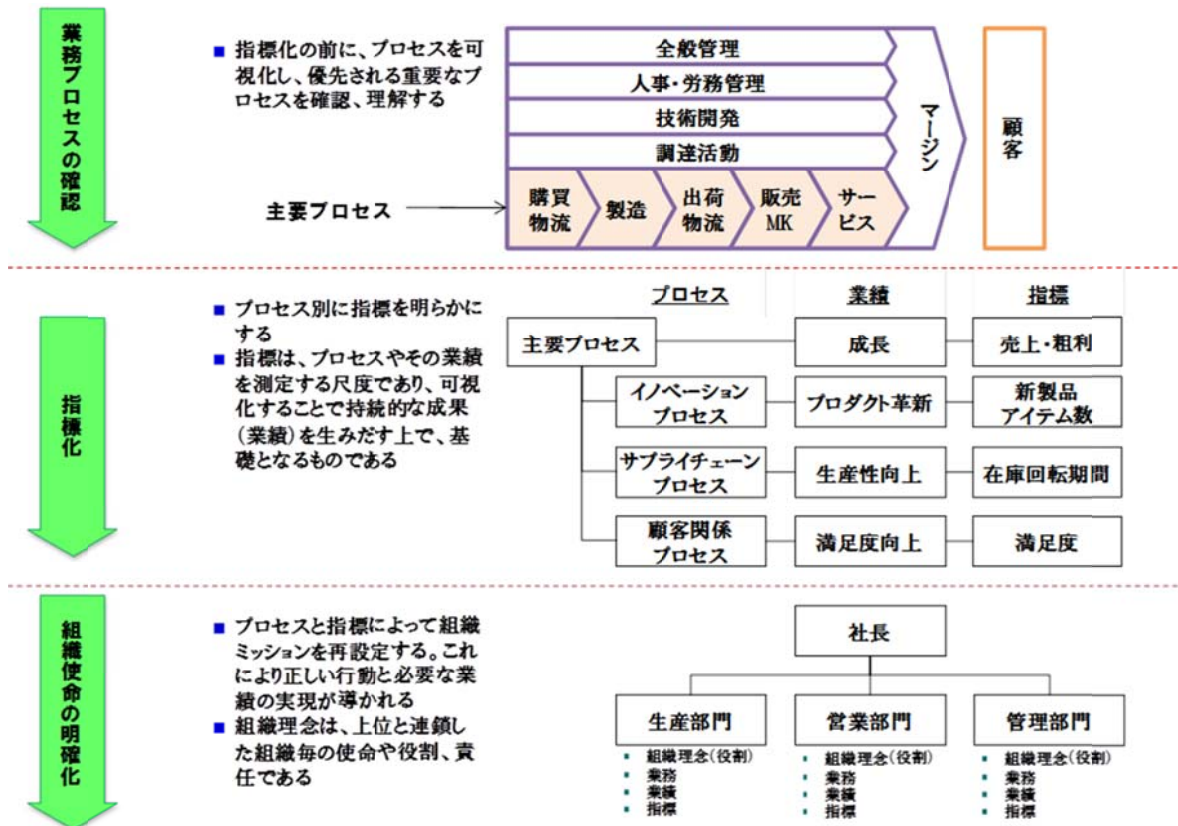 業務プロセスの確認
■ 指標化の前に、プロセスを可
視化し、優先される重要なプ
ロセスを確認、理解する
主要プロセス
全般管理
人事・労務管理
技術開発
調達活動
購買
物流
製造
出荷
物流
販売
MK
サー
ビス
マージン
顧客
指標化
■ プロセス別に指標を明らかに
する
■ 指標は、プロセスやその業績
を測定する尺度であり、可視
化することで持続的な成果
(業績)を生みだす上で、基
礎となるものである
プロセス 業績 指標
主要プロセス 成長 売上・粗利
イノベーション
プロセス
プロダクト革新
新製品
アイテム数
サプライチェーン
プロセス
生産性向上
在庫回転期間
顧客関係
プロセス
満足度向上
満足度
組織使命の明確化
■ プロセスと指標によって組織
ミッションを再設定する。これ
により正しい行動と必要な業
績の実現が導かれる
■ 組織理念は、上位と連鎖し
た組織毎の使命や役割、責
任である
社長
生産部門
▪ 組織理念(役割)
▪ 業務
▪ 業績
▪ 指標
営業部門
▪ 組織理念(役割)
▪ 業務
▪ 業績
▪ 指標
管理部門
▪ 組織理念(役割)
▪ 業務
▪ 業績
▪ 指標